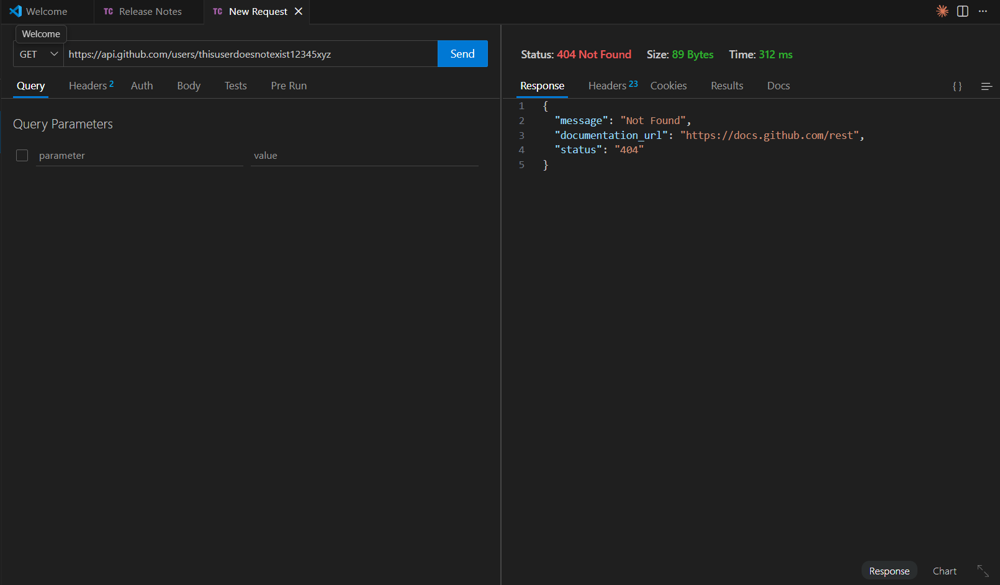 Welcome
TC Release Notes
TC New Request
Welcome
GET
https://api.github.com/users/thisuserdoesnotexist12345xyz
Send
Query
Headers 2
Auth
Body
Tests
Pre Run
Query Parameters
parameter
value
Status: 404 Not Found
Size: 89 Bytes
Time: 312 ms
Response
Headers 23
Cookies
Results
Docs
{ }
1 {
2 "message": "Not Found",
3 "documentation_url": "https://docs.github.com/rest",
4 "status": "404"
5 }
Response
Chart